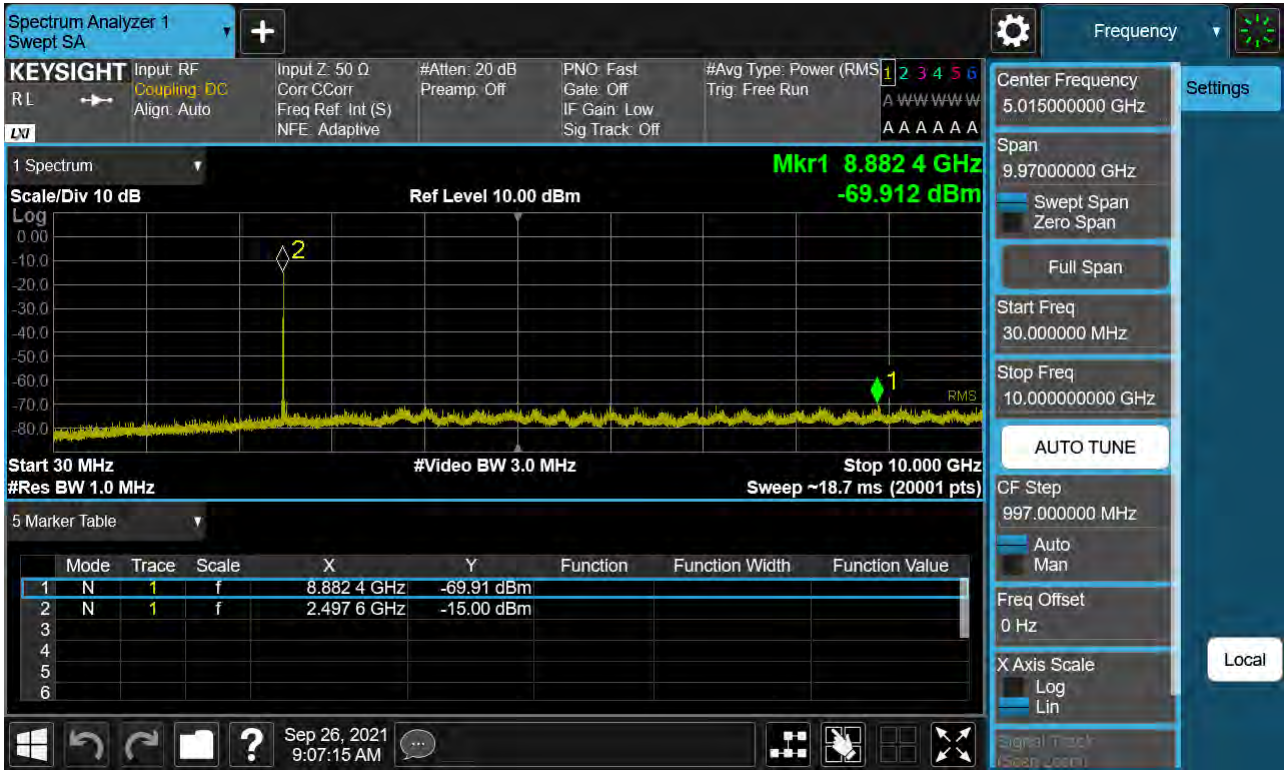 Spectrum Analyzer 1
Swept SA
+
Frequency
KEYSIGHT
RL
LXI
Input: RF
Coupling: DC
Align: Auto
Input Z: 50 Ω
Corr CCorr
Freq Ref: Int (S)
NFE: Adaptive
#Atten: 20 dB
Preamp: Off
PNO: Fast
Gate: Off
IF Gain: Low
Sig Track: Off
#Avg Type: Power (RMS
Trig: Free Run
1 2 3 4 5 6
A W W W W W
A A A A A A
1 Spectrum
Scale/Div 10 dB
Ref Level 10.00 dBm
Mkr1 8.882 4 GHz
-69.912 dBm
Log
0.00
-10.0
-20.0
-30.0
-40.0
-50.0
-60.0
-70.0
-80.0
2
1
RMS
Start 30 MHz
#Video BW 3.0 MHz
Stop 10.000 GHz
#Res BW 1.0 MHz
Sweep ~18.7 ms (20001 pts)
5 Marker Table
Mode Trace Scale X Y Function Function Width Function Value
1 N 1 f 8.882 4 GHz -69.91 dBm
2 N 1 f 2.497 6 GHz -15.00 dBm
3
4
5
6
Sep 26, 2021
9:07:15 AM
Center Frequency
5.015000000 GHz
Span
9.97000000 GHz
Swept Span
Zero Span
Full Span
Start Freq
30.000000 MHz
Stop Freq
10.000000000 GHz
AUTO TUNE
CF Step
997.000000 MHz
Auto
Man
Freq Offset
0 Hz
X Axis Scale
Log
Lin
Signal Track
(Span Zoom)
Settings
Local